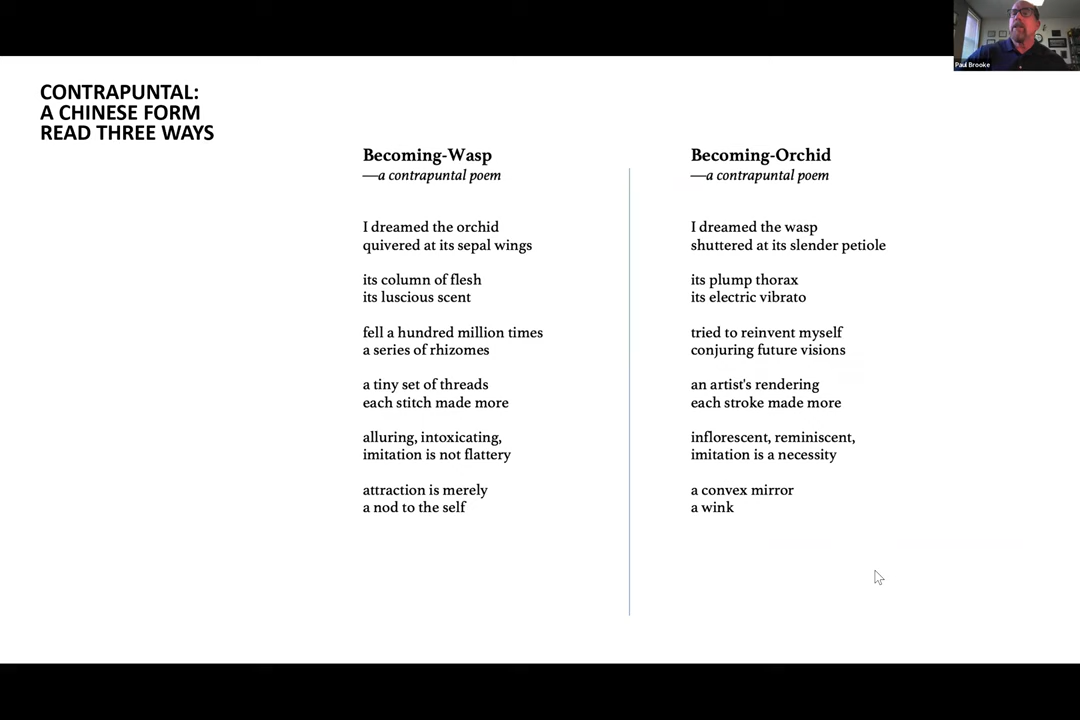 CONTRAPUNTAL:
A CHINESE FORM
READ THREE WAYS
Becoming-Wasp
—a contrapuntal poem
I dreamed the orchid
quivered at its sepal wings
its column of flesh
its luscious scent
fell a hundred million times
a series of rhizomes
a tiny set of threads
each stitch made more
alluring, intoxicating,
imitation is not flattery
attraction is merely
a nod to the self
Becoming-Orchid
—a contrapuntal poem
I dreamed the wasp
shuttered at its slender petiole
its plump thorax
its electric vibrato
tried to reinvent myself
conjuring future visions
an artist's rendering
each stroke made more
inflorescent, reminiscent,
imitation is a necessity
a convex mirror
a wink
Paul Brooke